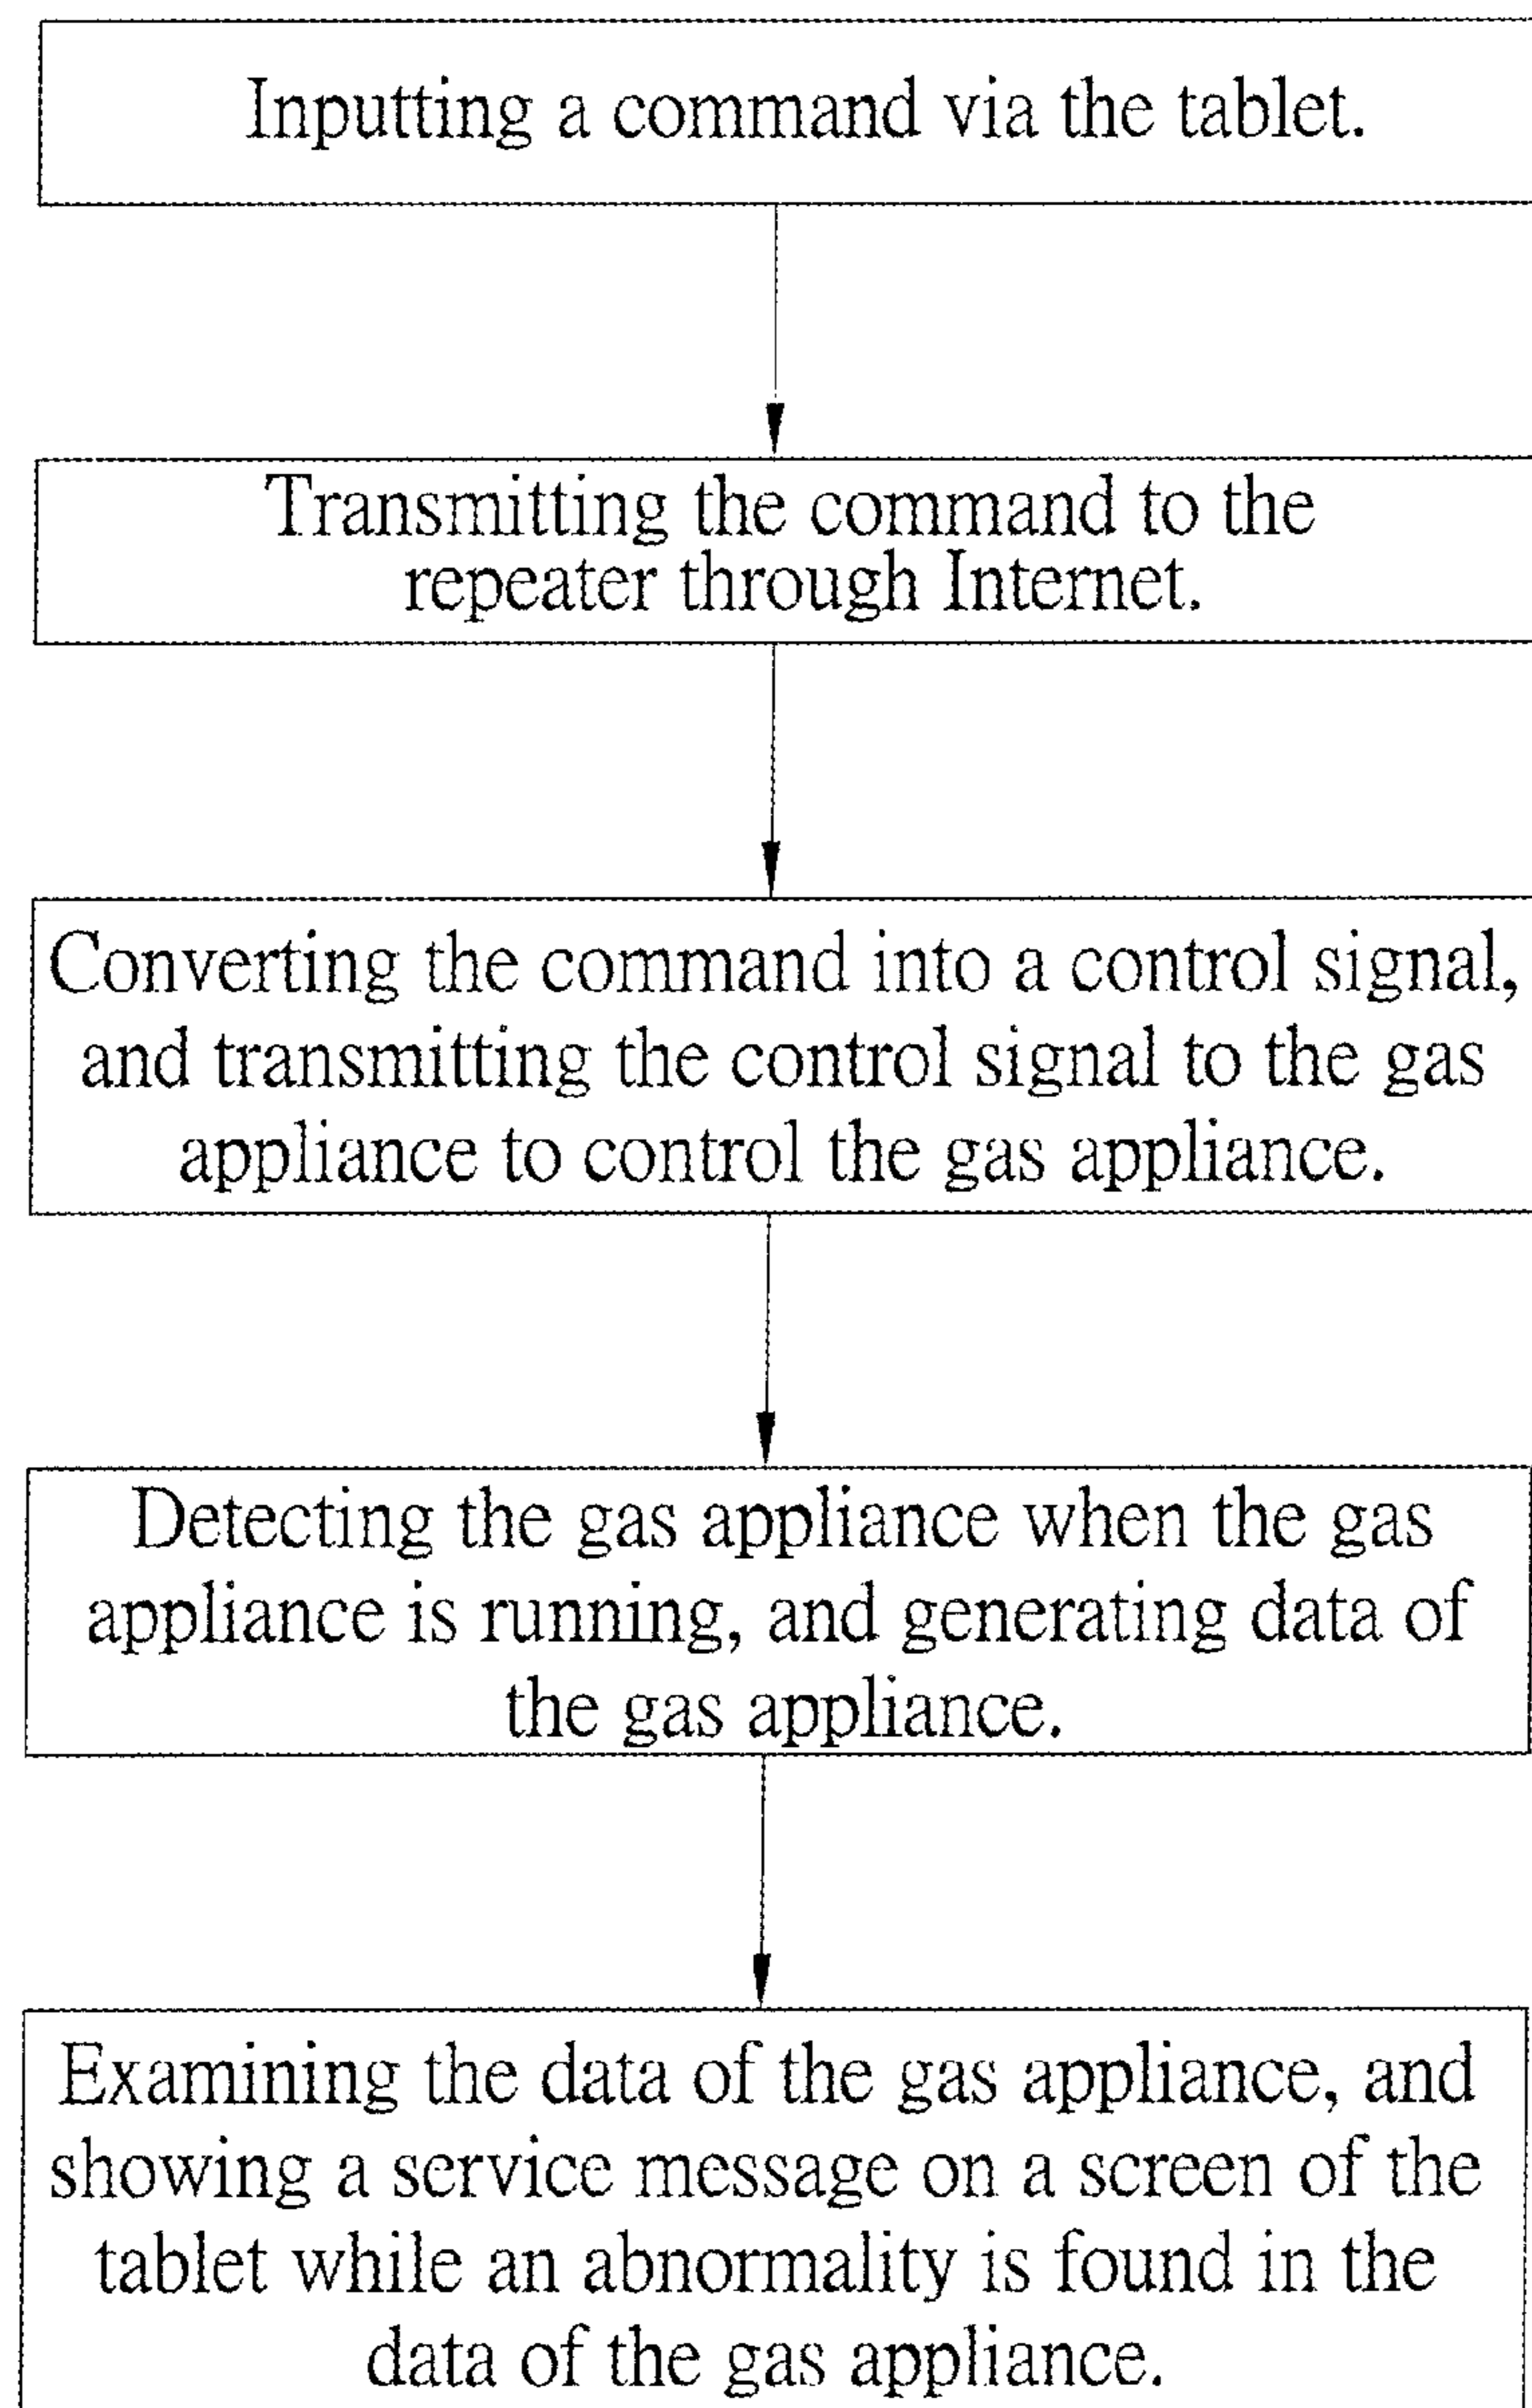 Inputting a command via the tablet.
Transmitting the command to the
repeater through Internet.
Converting the command into a control signal,
and transmitting the control signal to the gas
appliance to control the gas appliance.
Detecting the gas appliance when the gas
appliance is running, and generating data of
the gas appliance.
Examining the data of the gas appliance, and
showing a service message on a screen of the
tablet while an abnormality is found in the
data of the gas appliance.